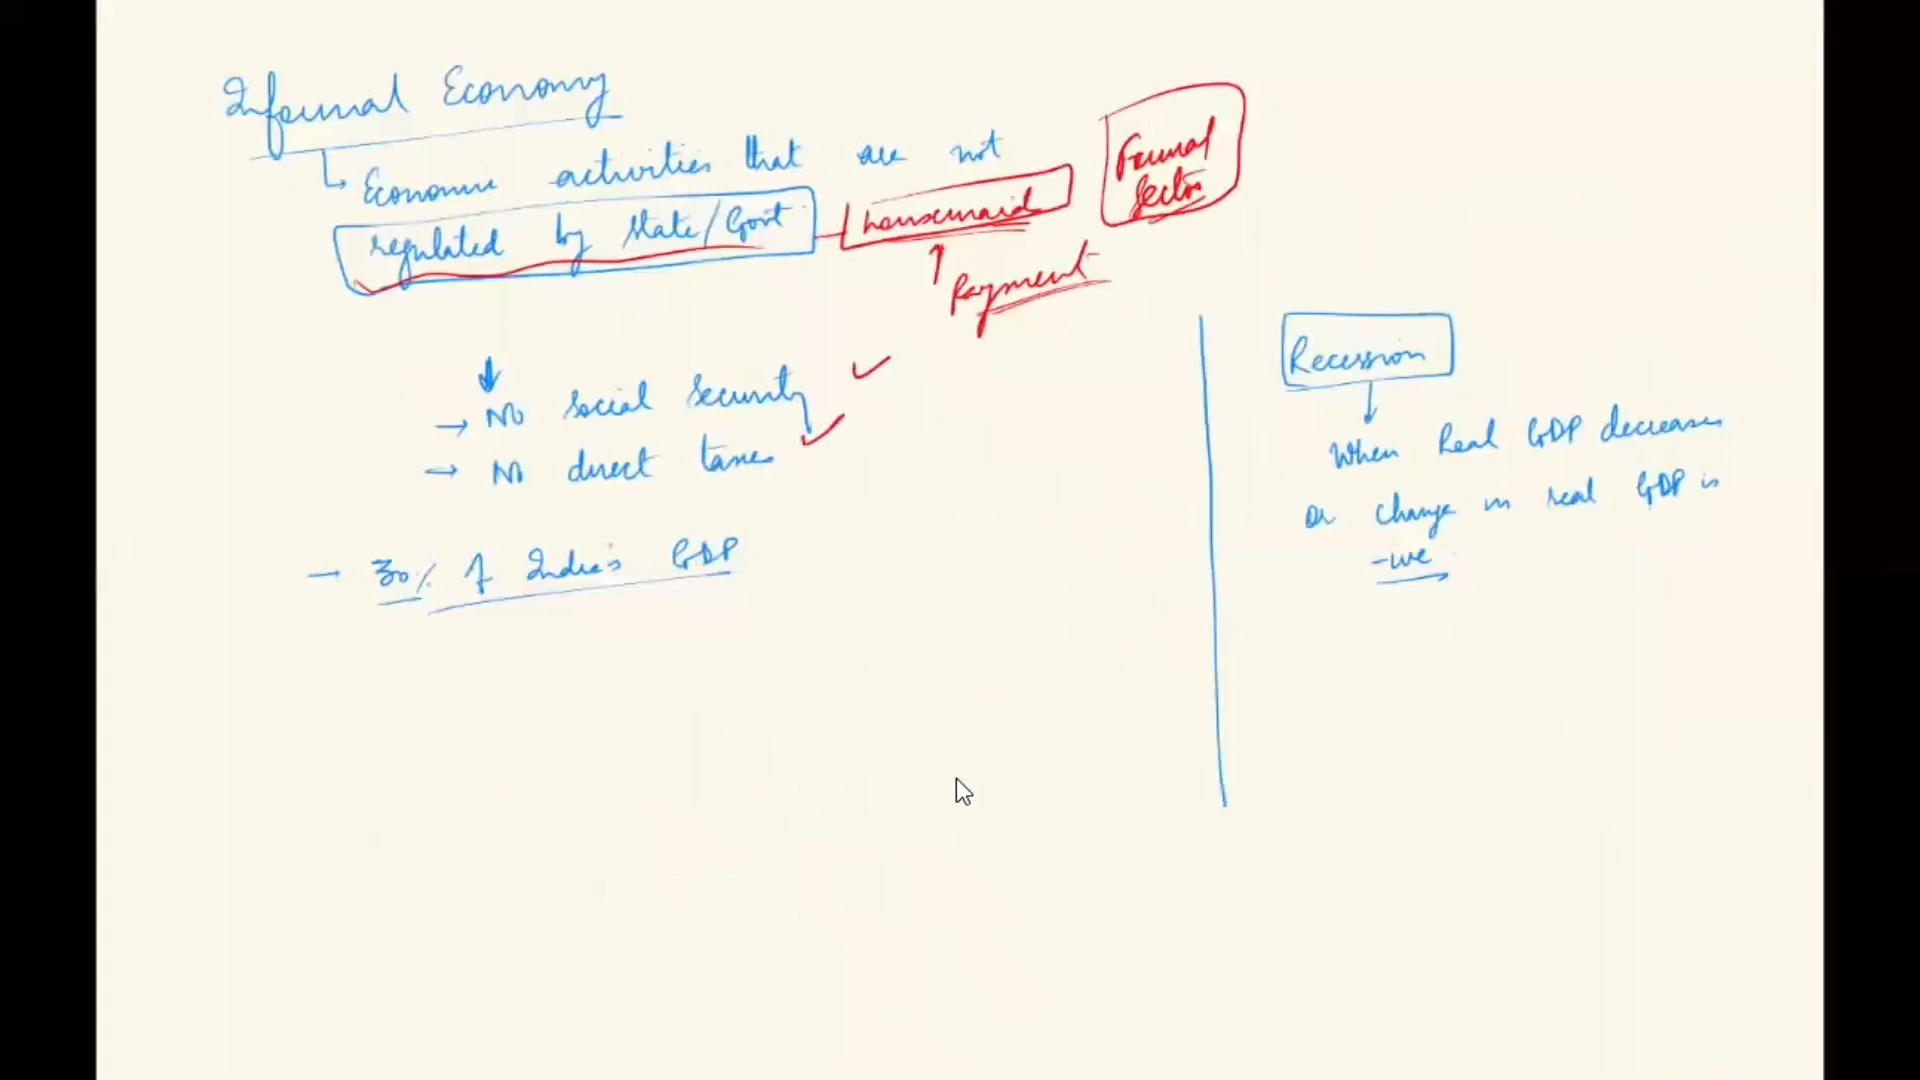 Informal Economy
Economic activities that are not
regulated by State/Govt
housemaid
Formal
Sector
Payment
→ No social security
→ No direct taxes
→ 30% of India's GDP
Recession
When Real GDP decreases
or change in real GDP is
-ive